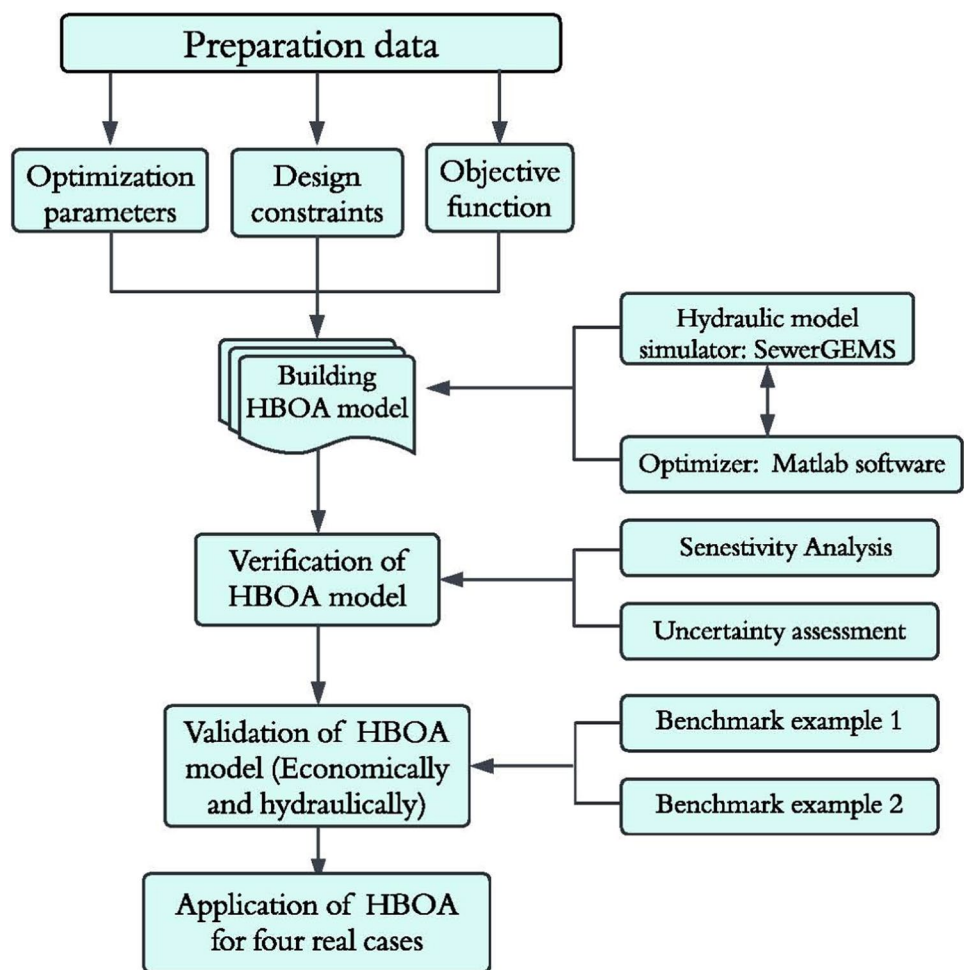 Preparation data
Optimization
parameters
Design
constraints
Objective
function
Hydraulic model
simulator: SewerGEMS
Building
HBOA model
Optimizer: Matlab software
Verification of
HBOA model
Senestivity Analysis
Uncertainty assessment
Validation of HBOA
model (Economically
and hydraulically)
Benchmark example 1
Benchmark example 2
Application of HBOA
for four real cases